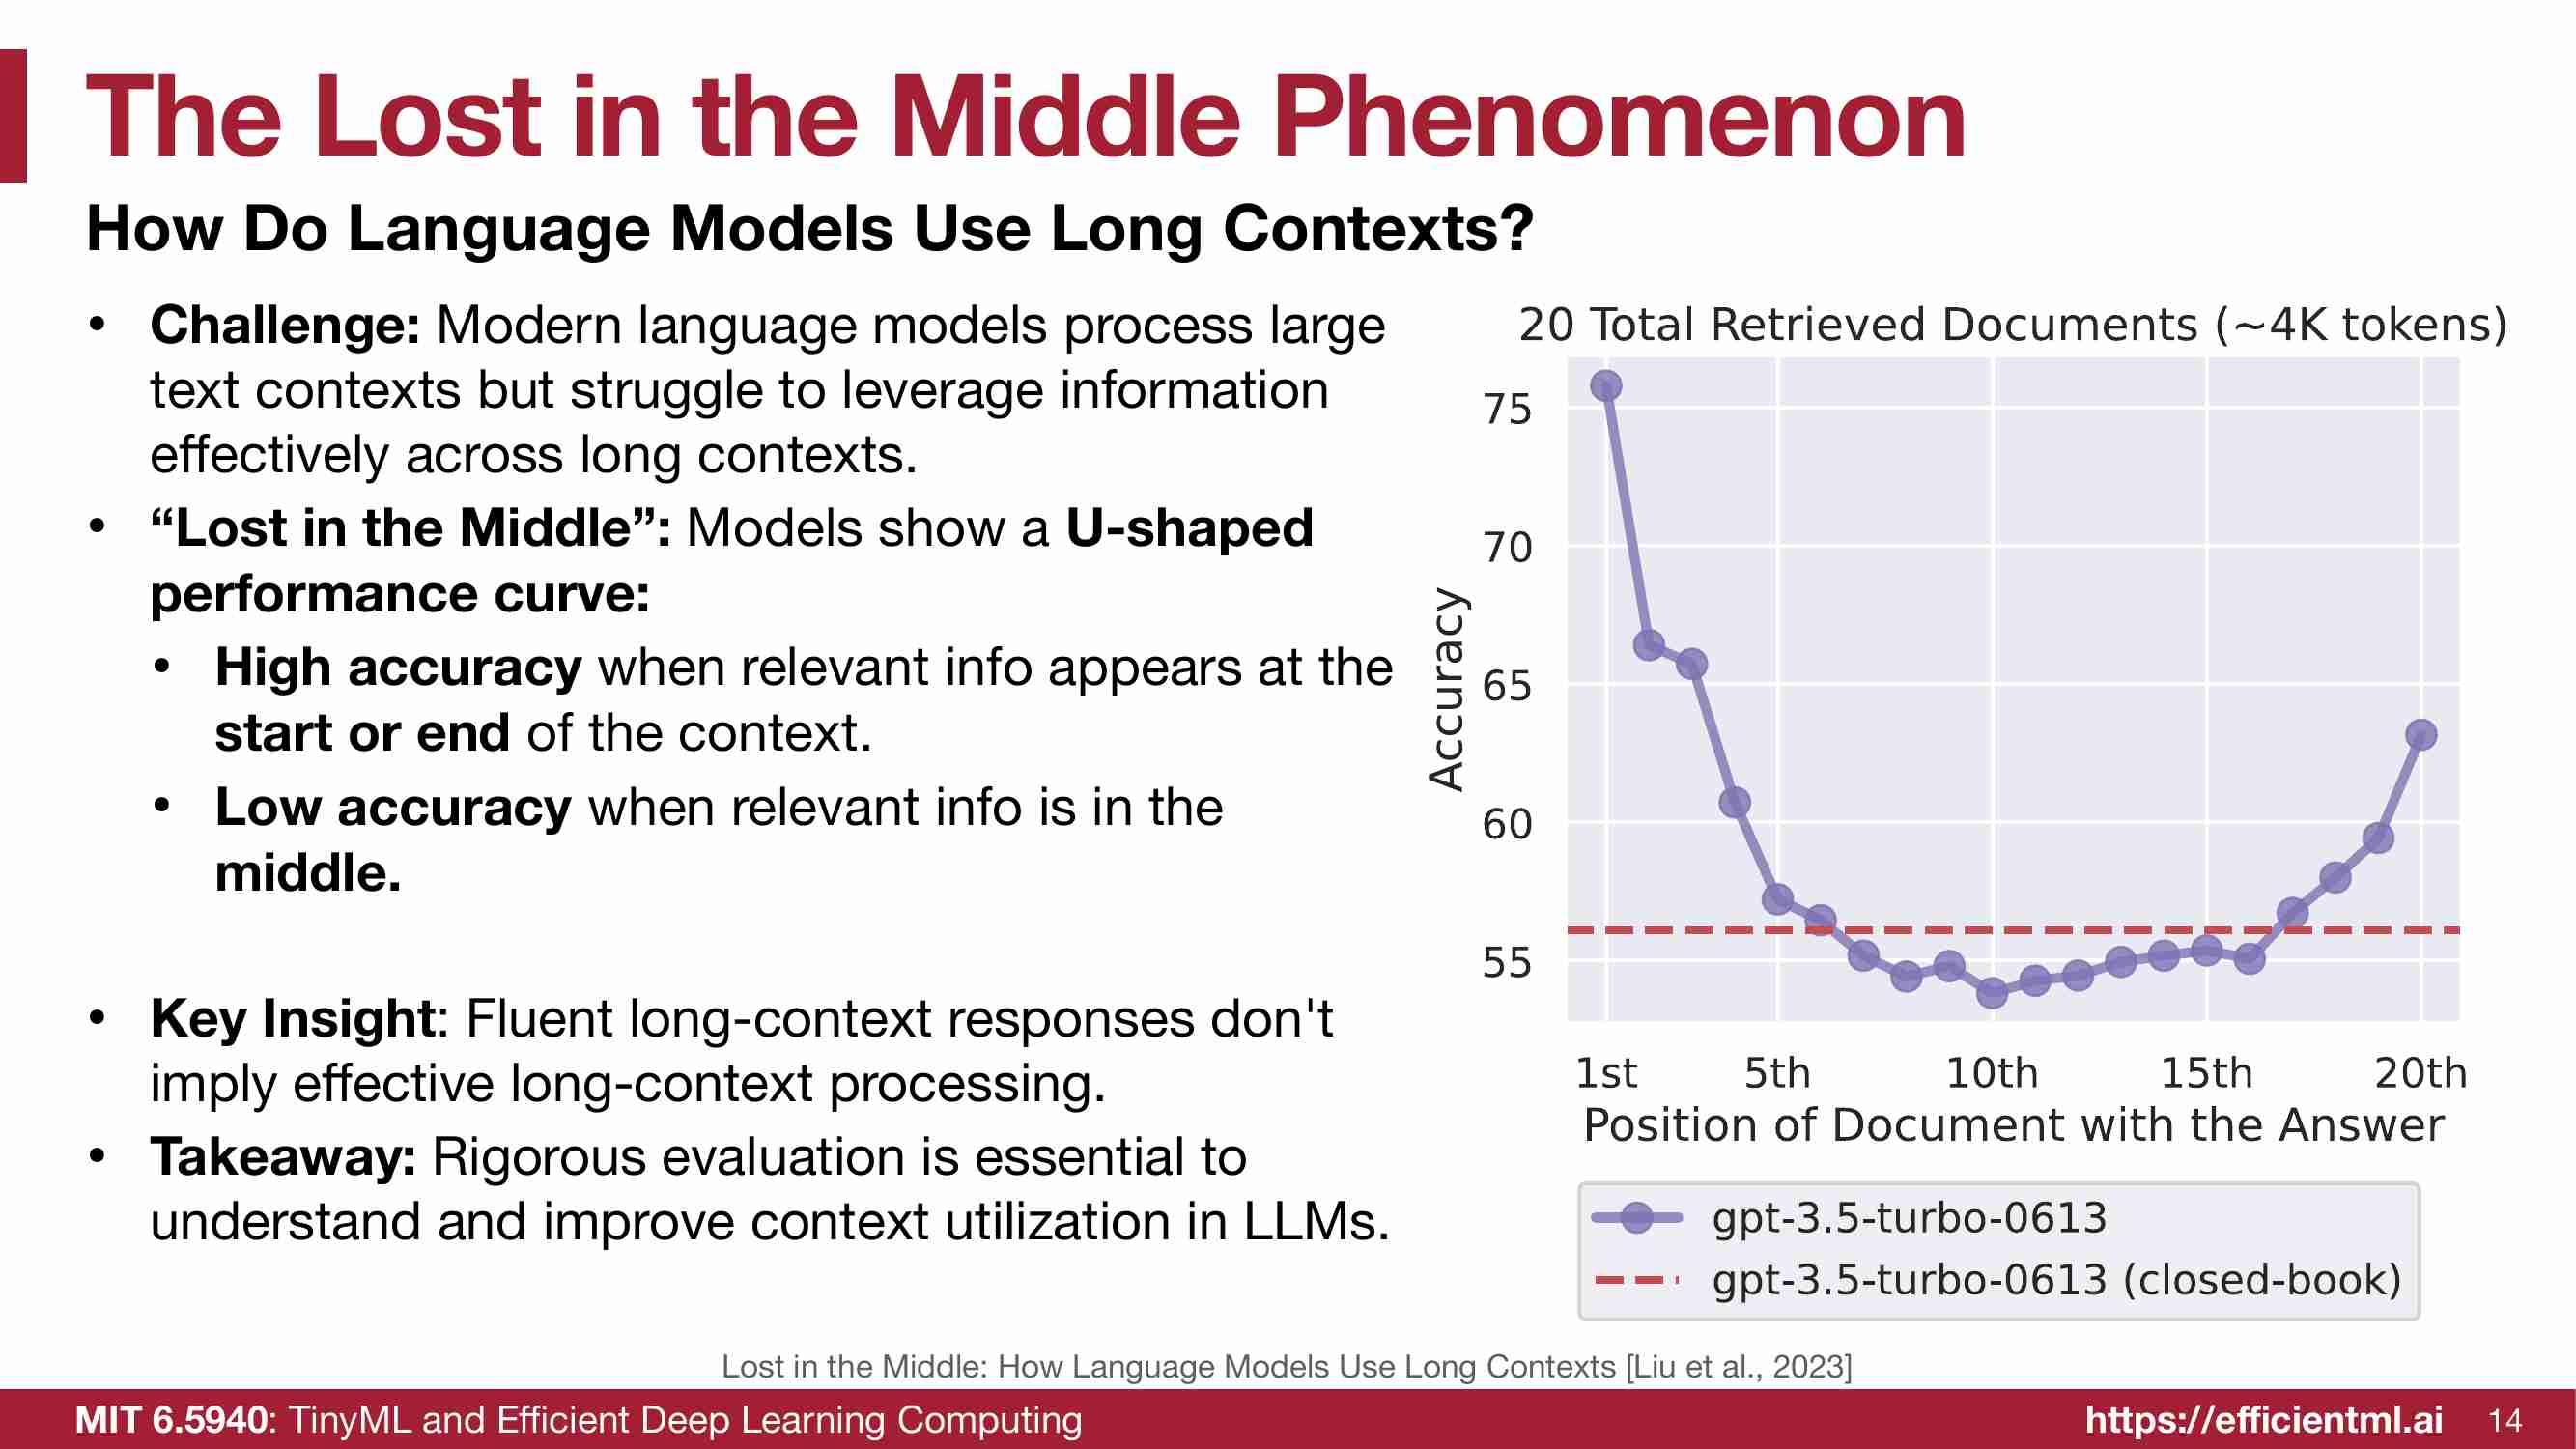 The Lost in the Middle Phenomenon
How Do Language Models Use Long Contexts?
• Challenge: Modern language models process large
text contexts but struggle to leverage information
effectively across long contexts.
• “Lost in the Middle”: Models show a U-shaped
performance curve:
• High accuracy when relevant info appears at the
start or end of the context.
• Low accuracy when relevant info is in the
middle.
• Key Insight: Fluent long-context responses don't
imply effective long-context processing.
• Takeaway: Rigorous evaluation is essential to
understand and improve context utilization in LLMs.
20 Total Retrieved Documents (~4K tokens)
Accuracy
75
70
65
60
55
1st 5th 10th 15th 20th
Position of Document with the Answer
gpt-3.5-turbo-0613
gpt-3.5-turbo-0613 (closed-book)
Lost in the Middle: How Language Models Use Long Contexts [Liu et al., 2023]
MIT 6.5940: TinyML and Efficient Deep Learning Computing https://efficientml.ai 14